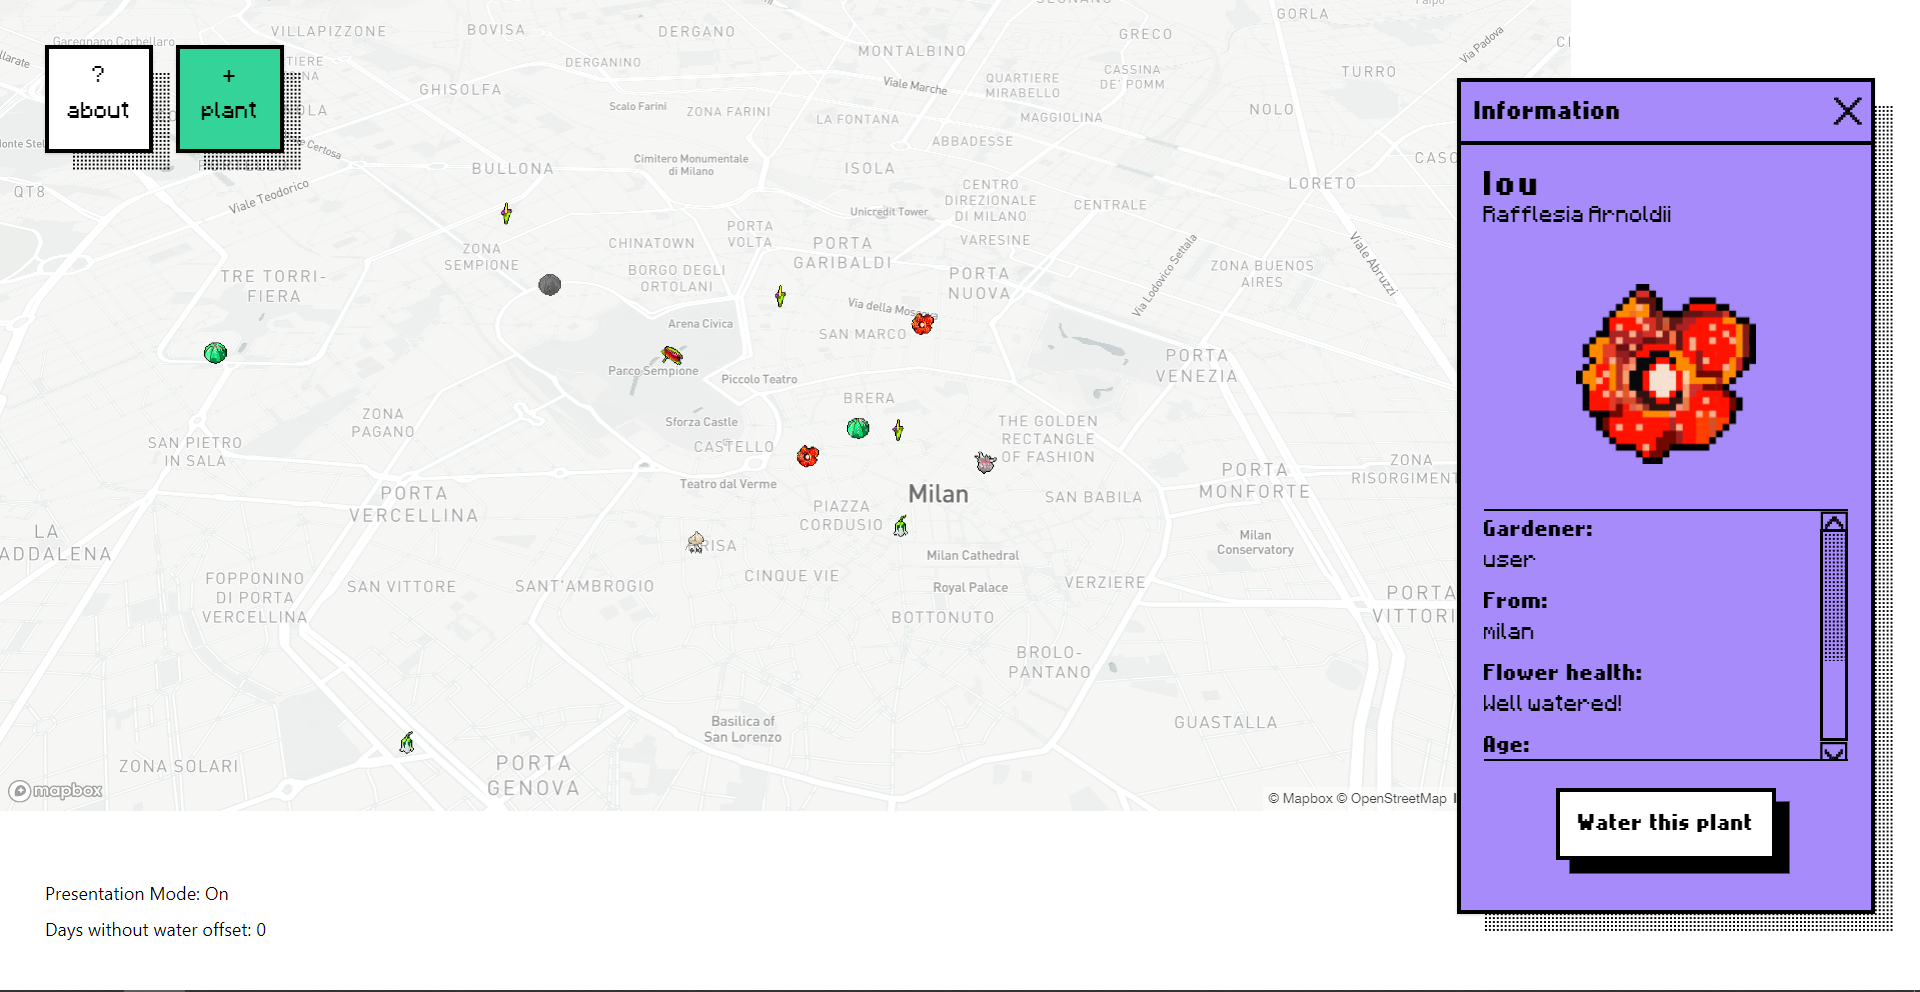 Garegnano Corbellaro
VILLAPIZZONE
BOVISA
DERGANO
GRECO
GORLA
Via Padova
MONTALBINO
DERGANINO
CASSINA
DE' POMM
TURRO
QUARTIERE
MIRABELLO
Viale Marche
GHISOLFA
Scalo Farini
ZONA FARINI
LA FONTANA
MAGGIOLINA
NOLO
?
about
+
plant
Information
ABBADESSE
BULLONA
Cimitero Monumentale
di Milano
ISOLA
LORETO
QT8
Viale Teodorico
CENTRO
DIREZIONALE
DI MILANO
CENTRALE
Unicredit Tower
lou
Rafflesia Arnoldii
PORTA
VOLTA
CHINATOWN
PORTA
GARIBALDI
VARESINE
ZONA
SEMPIONE
Via Lodovico Settala
Viale Abruzzi
ZONA BUENOS
AIRES
TRE TORRI-
FIERA
BORGO DEGLI
ORTOLANI
PORTA
NUOVA
Arena Civica
SAN MARCO
Parco Sempione
Piccolo Teatro
PORTA
VENEZIA
BRERA
ZONA
PAGANO
Sforza Castle
CASTELLO
THE GOLDEN
RECTANGLE
OF FASHION
SAN PIETRO
IN SALA
Teatro dal Verme
PORTA
MONFORTE
ZONA
PORTA
VERCELLINA
Milan
SAN BABILA
PIAZZA
CORDUSIO
LA
Milan
Conservatory
Milan Cathedral
CINQUE VIE
Royal Palace
VERZIERE
FOPPONINO
DI PORTA
VERCELLINA
SAN VITTORE
SANT'AMBROGIO
BOTTONUTO
PORTA
BROLO-
PANTANO
Basilica of
San Lorenzo
GUASTALLA
ZONA SOLARI
PORTA
GENOVA
mapbox
© Mapbox © OpenStreetMap
Gardener:
user
From:
milan
Flower health:
Well watered!
Age:
Water this plant
Presentation Mode: On
Days without water offset: 0